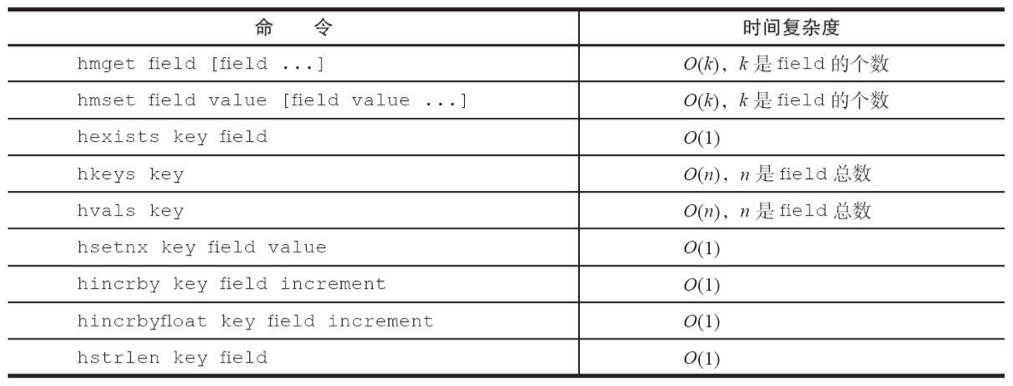 命 令 时间复杂度
hmget field [field ...] O(k), k 是 field 的个数
hmset field value [field value ...] O(k), k 是 field 的个数
hexists key field O(1)
hkeys key O(n), n 是 field 总数
hvals key O(n), n 是 field 总数
hsetnx key field value O(1)
hincrby key field increment O(1)
hincrbyfloat key field increment O(1)
hstrlen key field O(1)